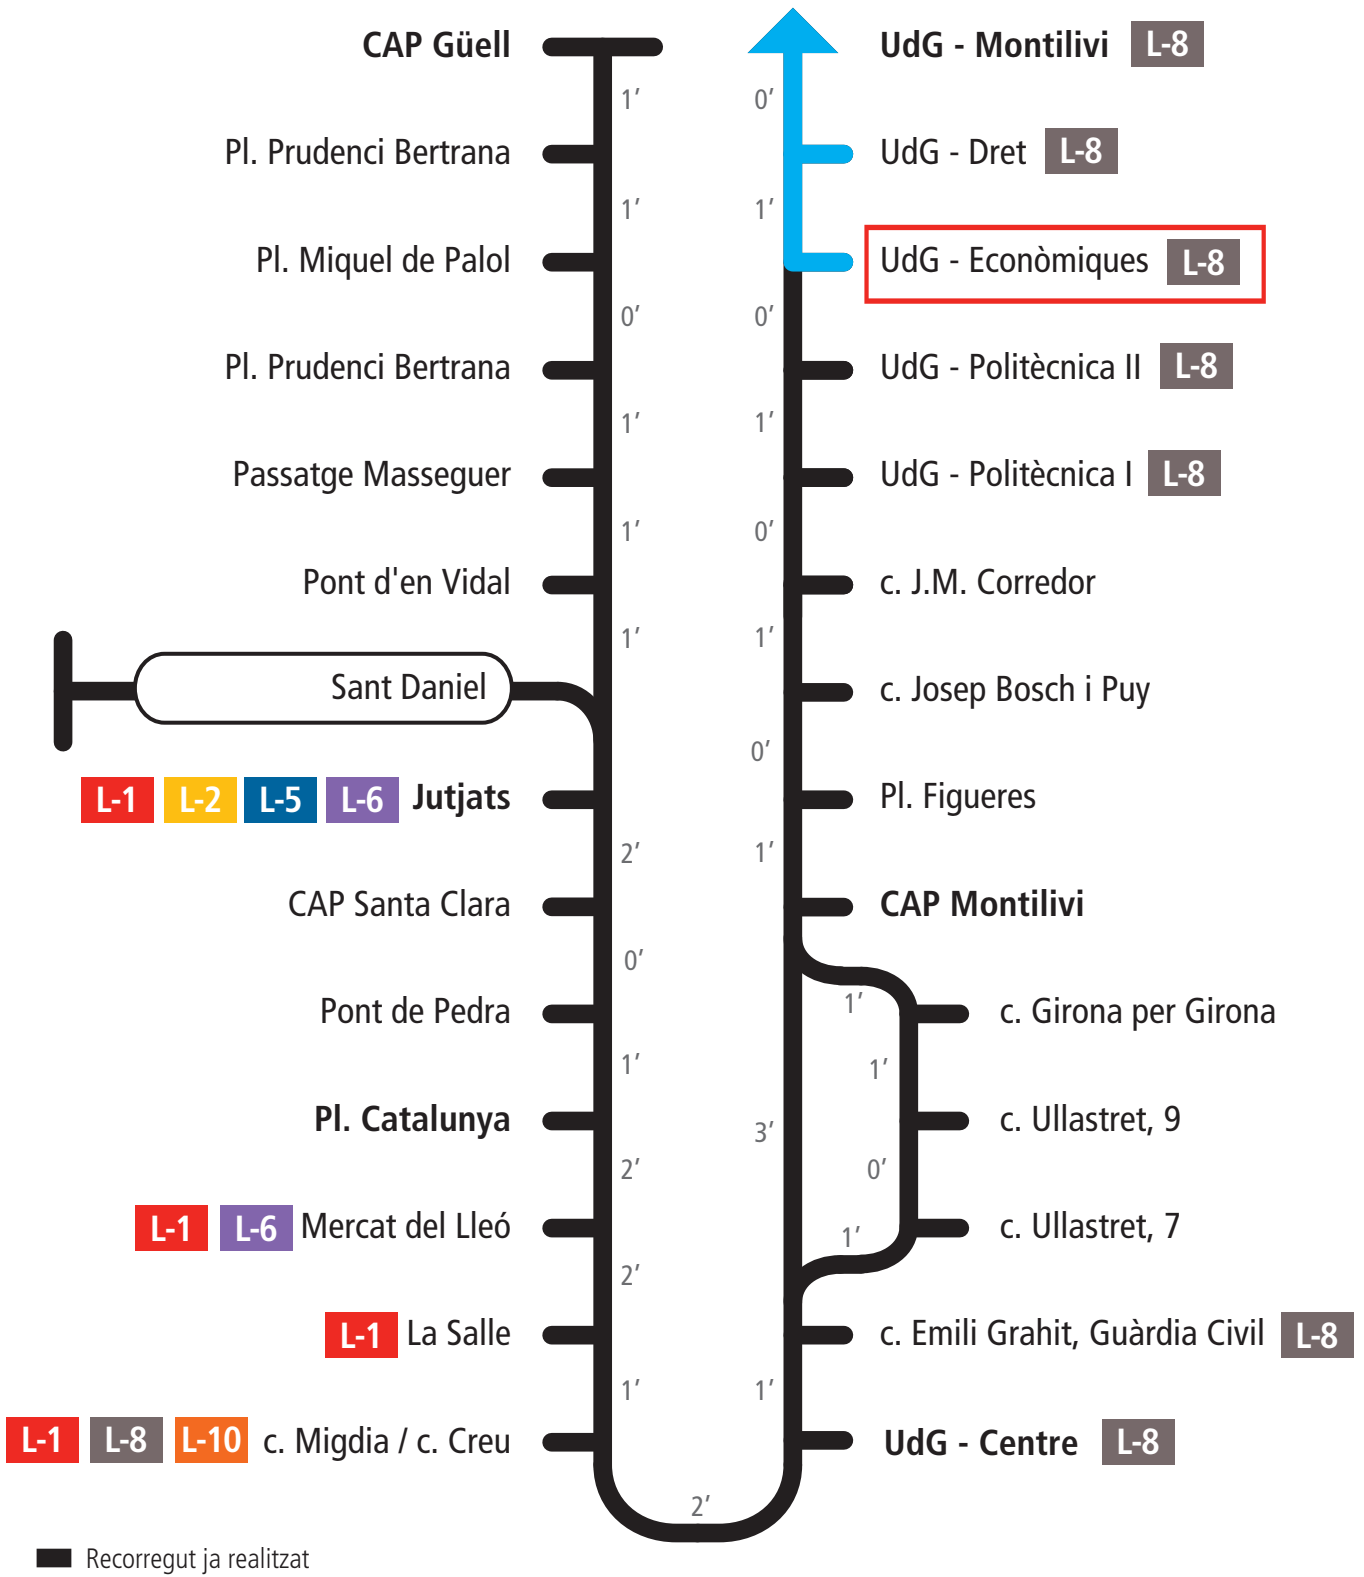 CAP Güell
1′
Pl. Prudenci Bertrana
1′
Pl. Miquel de Palol
0′
Pl. Prudenci Bertrana
1′
Passatge Masseguer
1′
Pont d'en Vidal
1′
Sant Daniel
L-1 L-2 L-5 L-6 Jutjats
2′
CAP Santa Clara
0′
Pont de Pedra
1′
Pl. Catalunya
2′
L-1 L-6 Mercat del Lleó
2′
L-1 La Salle
1′
L-1 L-8 L-10 c. Migdia / c. Creu
2′
UdG - Montilivi L-8
0′
UdG - Dret L-8
1′
UdG - Econòmiques L-8
0′
UdG - Politècnica II L-8
1′
UdG - Politècnica I L-8
0′
c. J.M. Corredor
1′
c. Josep Bosch i Puy
0′
Pl. Figueres
1′
CAP Montilivi
1′
c. Girona per Girona
1′
c. Ullastret, 9
3′
0′
c. Ullastret, 7
1′
c. Emili Grahit, Guàrdia Civil L-8
1′
UdG - Centre L-8
Recorregut ja realitzat